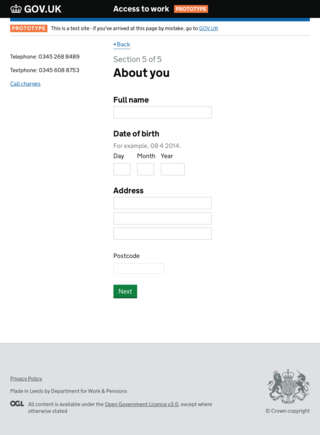 GOV.UK
Access to work PROTOTYPE
PROTOTYPE This is a test site - if you've arrived at this page by mistake, go to GOV.UK
Back
Telephone: 0345 268 8489
Textphone: 0345 608 8753
Call charges
Section 5 of 5
About you
Full name
Date of birth
For example, 08 4 2014.
Day Month Year
Address
Postcode
Next
Privacy Policy
Made in Leeds by Department for Work & Pensions
OGL All content is available under the Open Government Licence v3.0, except where
otherwise stated
© Crown copyright